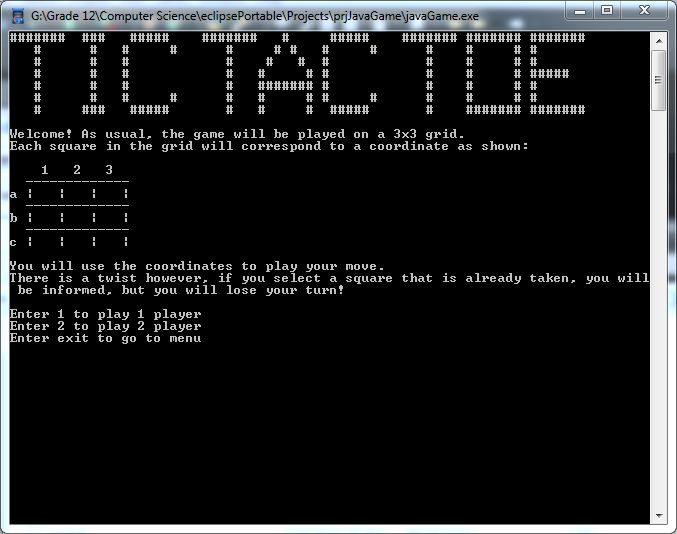 G:\Grade 12\Computer Science\eclipsePortable\Projects\prjJavaGame\javaGame.exe
TIC TAC TOE
Welcome! As usual, the game will be played on a 3x3 grid.
Each square in the grid will correspond to a coordinate as shown:
1 2 3
a
b
c
You will use the coordinates to play your move.
There is a twist however, if you select a square that is already taken, you will
be informed, but you will lose your turn!
Enter 1 to play 1 player
Enter 2 to play 2 player
Enter exit to go to menu